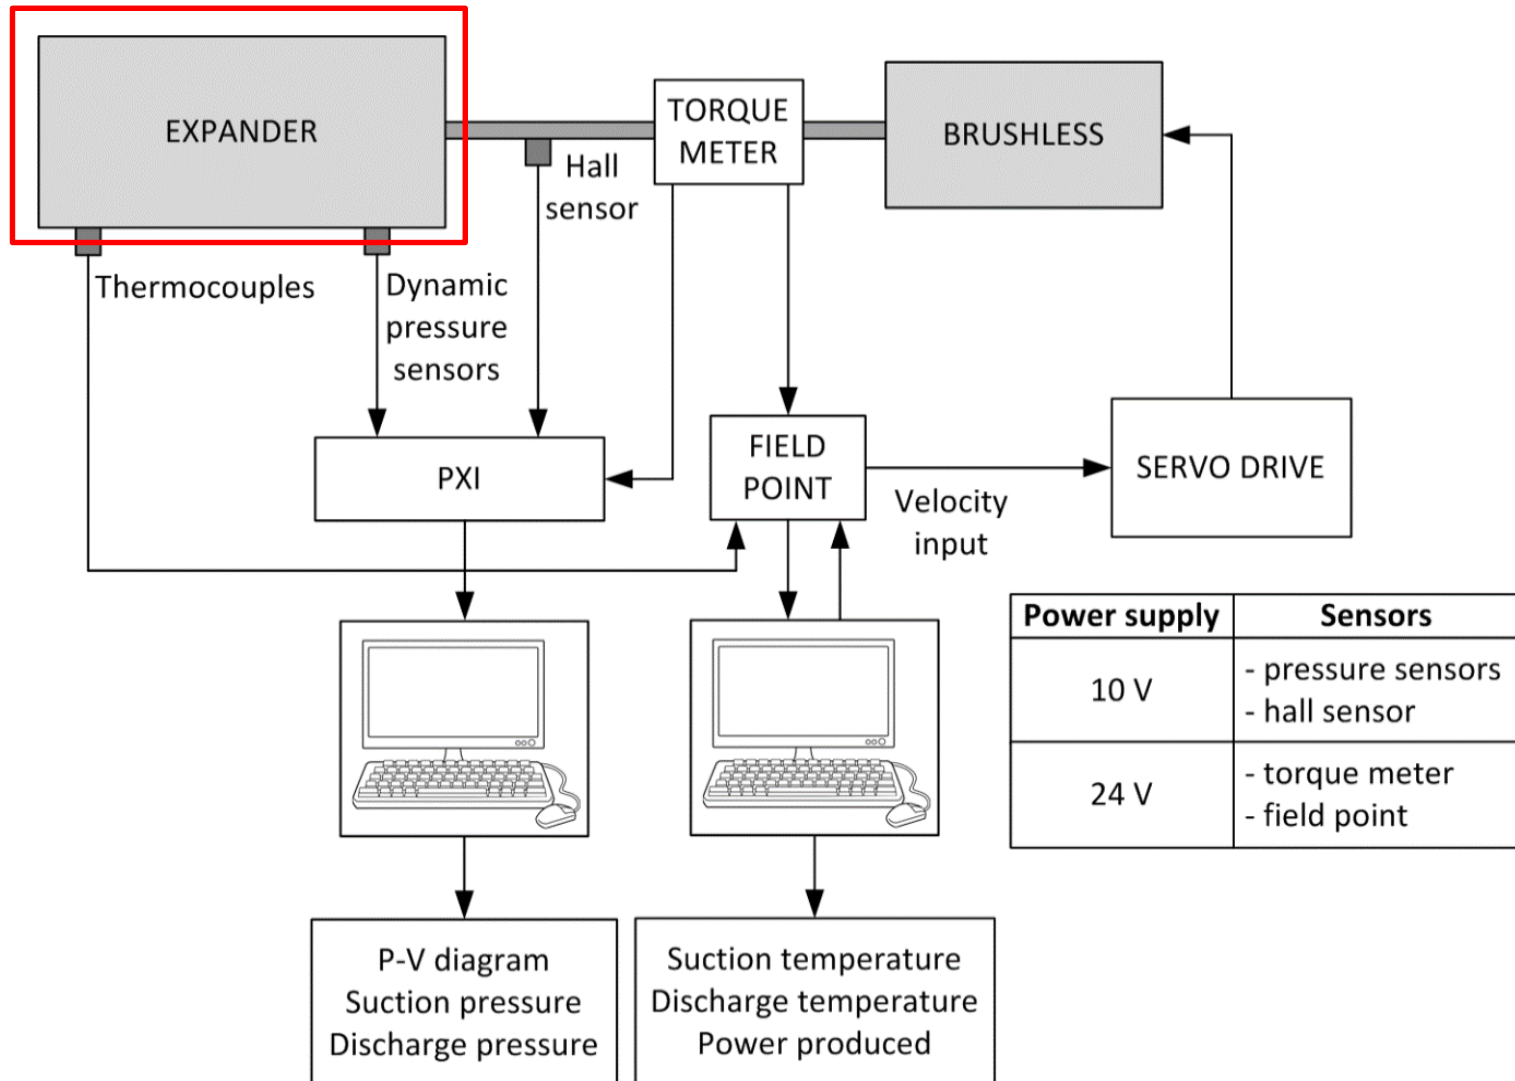 EXPANDER
TORQUE
METER
BRUSHLESS
Hall
sensor
Thermocouples
Dynamic
pressure
sensors
PXI
FIELD
POINT
Velocity
input
SERVO DRIVE
Power supply Sensors
10 V
- pressure sensors
- hall sensor
24 V
- torque meter
- field point
P-V diagram
Suction pressure
Discharge pressure
Suction temperature
Discharge temperature
Power produced